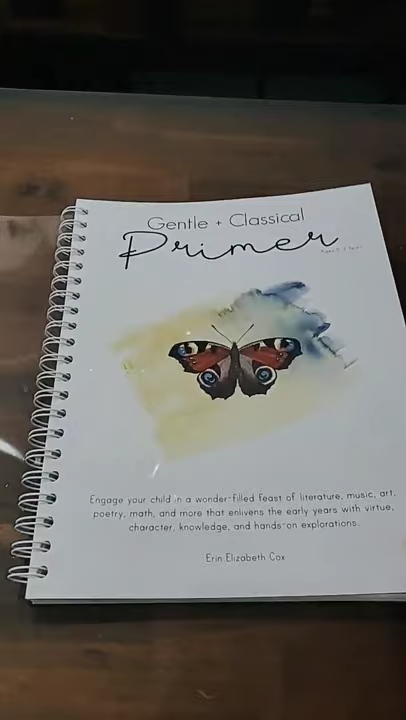 Gentle + Classical
Primer
Engage your child in a wonder-filled feast of literature, music, art,
poetry, math, and more that enlivens the early years with virtue,
character, knowledge, and hands-on explorations.
Erin Elizabeth Cox